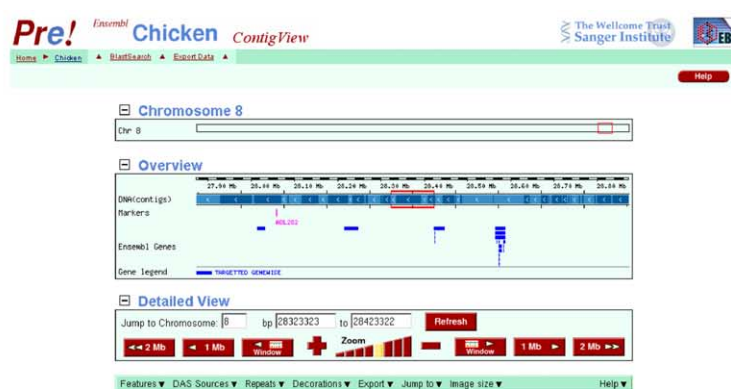 Pre! Ensembl Chicken ContigView
The Wellcome Trust
Sanger Institute
EB
Home Chicken BlastSearch Export Data
Help
Chromosome 8
Chr 8
Overview
27.90 Mb 28.00 Mb 28.10 Mb 28.20 Mb 28.30 Mb 28.40 Mb 28.50 Mb 28.60 Mb 28.70 Mb 28.80 Mb
DNA(contigs)
Markers
Ensembl Genes
Gene legend TARGETTED GENEWISE
Detailed View
Jump to Chromosome: 8 bp 28323323 to 28423322 Refresh
2 Mb 1 Mb Window Zoom Window 1 Mb 2 Mb
Features DAS Sources Repeats Decorations Export Jump to Image size Help